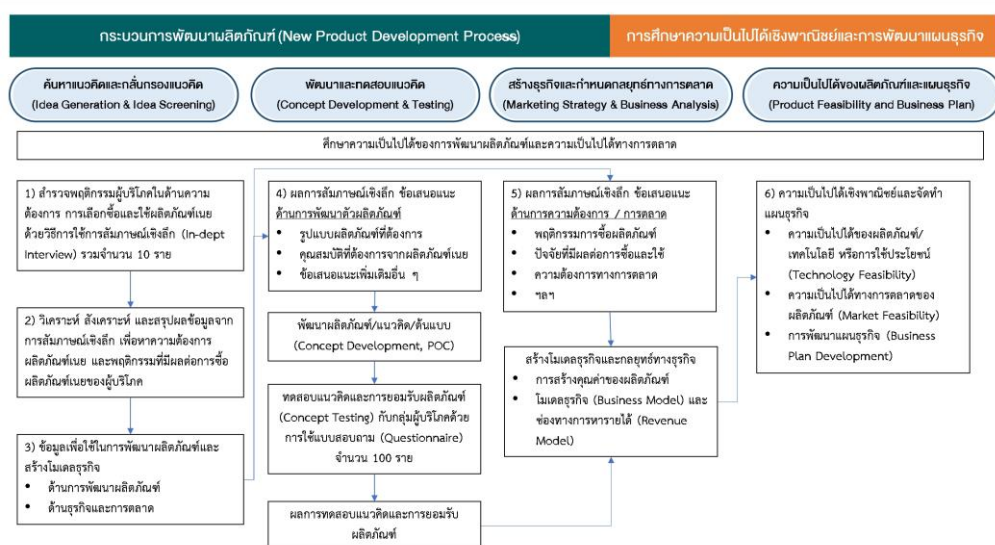 กระบวนการพัฒนาผลิตภัณฑ์ (New Product Development Process)
การศึกษาความเป็นไปได้เชิงพาณิชย์และการพัฒนาแผนธุรกิจ
ค้นหาแนวคิดและกลั่นกรองแนวคิด
(Idea Generation & Idea Screening)
พัฒนาและทดสอบแนวคิด
(Concept Development & Testing)
สร้างธุรกิจและกำหนดกลยุทธ์ทางการตลาด
(Marketing Strategy & Business Analysis)
ความเป็นไปได้ของผลิตภัณฑ์และแผนธุรกิจ
(Product Feasibility and Business Plan)
ศึกษาความเป็นไปได้ของการพัฒนาผลิตภัณฑ์และความเป็นไปได้ทางการตลาด
1) สำรวจพฤติกรรมผู้บริโภคในด้านความ
ต้องการ การเลือกซื้อและใช้ผลิตภัณฑ์เนย
ด้วยวิธีการใช้การสัมภาษณ์เชิงลึก (In-dept
Interview) รวมจำนวน 10 ราย
2) วิเคราะห์ สังเคราะห์ และสรุปผลข้อมูลจาก
การสัมภาษณ์เชิงลึก เพื่อหาความต้องการ
ผลิตภัณฑ์เนย และพฤติกรรมที่มีผลต่อการซื้อ
ผลิตภัณฑ์เนยของผู้บริโภค
3) ข้อมูลเพื่อใช้ในการพัฒนาผลิตภัณฑ์และ
สร้างโมเดลธุรกิจ
• ด้านการพัฒนาผลิตภัณฑ์
• ด้านธุรกิจและการตลาด
4) ผลการสัมภาษณ์เชิงลึก ข้อเสนอแนะ
ด้านการพัฒนาตัวผลิตภัณฑ์
• รูปแบบผลิตภัณฑ์ที่ต้องการ
• คุณสมบัติที่ต้องการจากผลิตภัณฑ์เนย
• ข้อเสนอแนะเพิ่มเติมอื่น ๆ
พัฒนาผลิตภัณฑ์/แนวคิด/ต้นแบบ
(Concept Development, POC)
ทดสอบแนวคิดและการยอมรับผลิตภัณฑ์
(Concept Testing) กับกลุ่มผู้บริโภคด้วย
การใช้แบบสอบถาม (Questionnaire)
จำนวน 100 ราย
ผลการทดสอบแนวคิดและการยอมรับ
ผลิตภัณฑ์
5) ผลการสัมภาษณ์เชิงลึก ข้อเสนอแนะ
ด้านการความต้องการ / การตลาด
• พฤติกรรมการซื้อผลิตภัณฑ์
• ปัจจัยที่มีผลต่อการซื้อและใช้
• ความต้องการทางการตลาด
• ฯลฯ
สร้างโมเดลธุรกิจและกลยุทธ์ทางธุรกิจ
• การสร้างคุณค่าของผลิตภัณฑ์
• โมเดลธุรกิจ (Business Model) และ
ช่องทางการหารายได้ (Revenue
Model)
6) ความเป็นไปได้เชิงพาณิชย์และจัดทำ
แผนธุรกิจ
• ความเป็นไปได้ของผลิตภัณฑ์/
เทคโนโลยี หรือการใช้ประโยชน์
(Technology Feasibility)
• ความเป็นไปได้ทางการตลาดของ
ผลิตภัณฑ์ (Market Feasibility)
• การพัฒนาแผนธุรกิจ (Business
Plan Development)